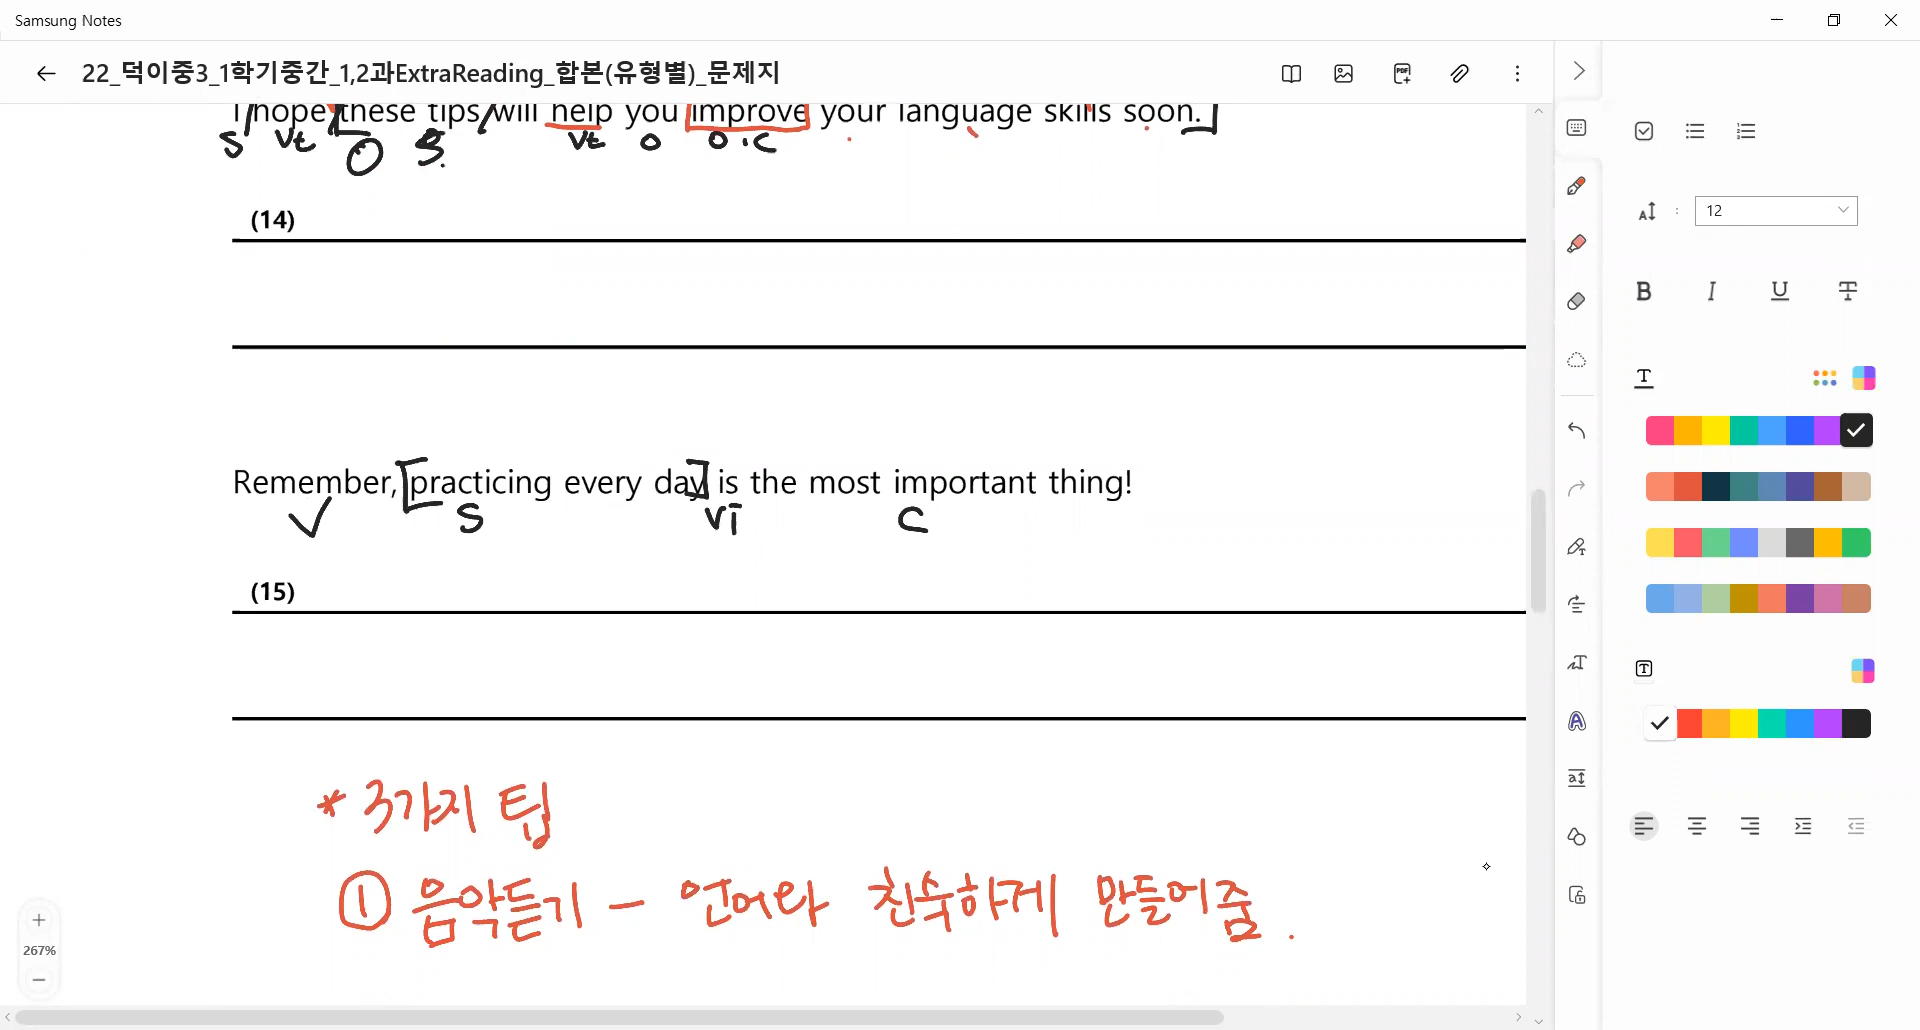 Samsung Notes
22_덕이중3_1학기중간_1,2과ExtraReading_합본(유형별)_문제지
I hope these tips will help you improve your language skills soon.
S Vt O S Vt O O.C
(14)
Remember, practicing every day is the most important thing!
V S Vi C
(15)
* 3가지 팁
① 음악듣기 – 언어와 친숙하게 만들어줌.
267%
12
PDF
B I U T
T
T